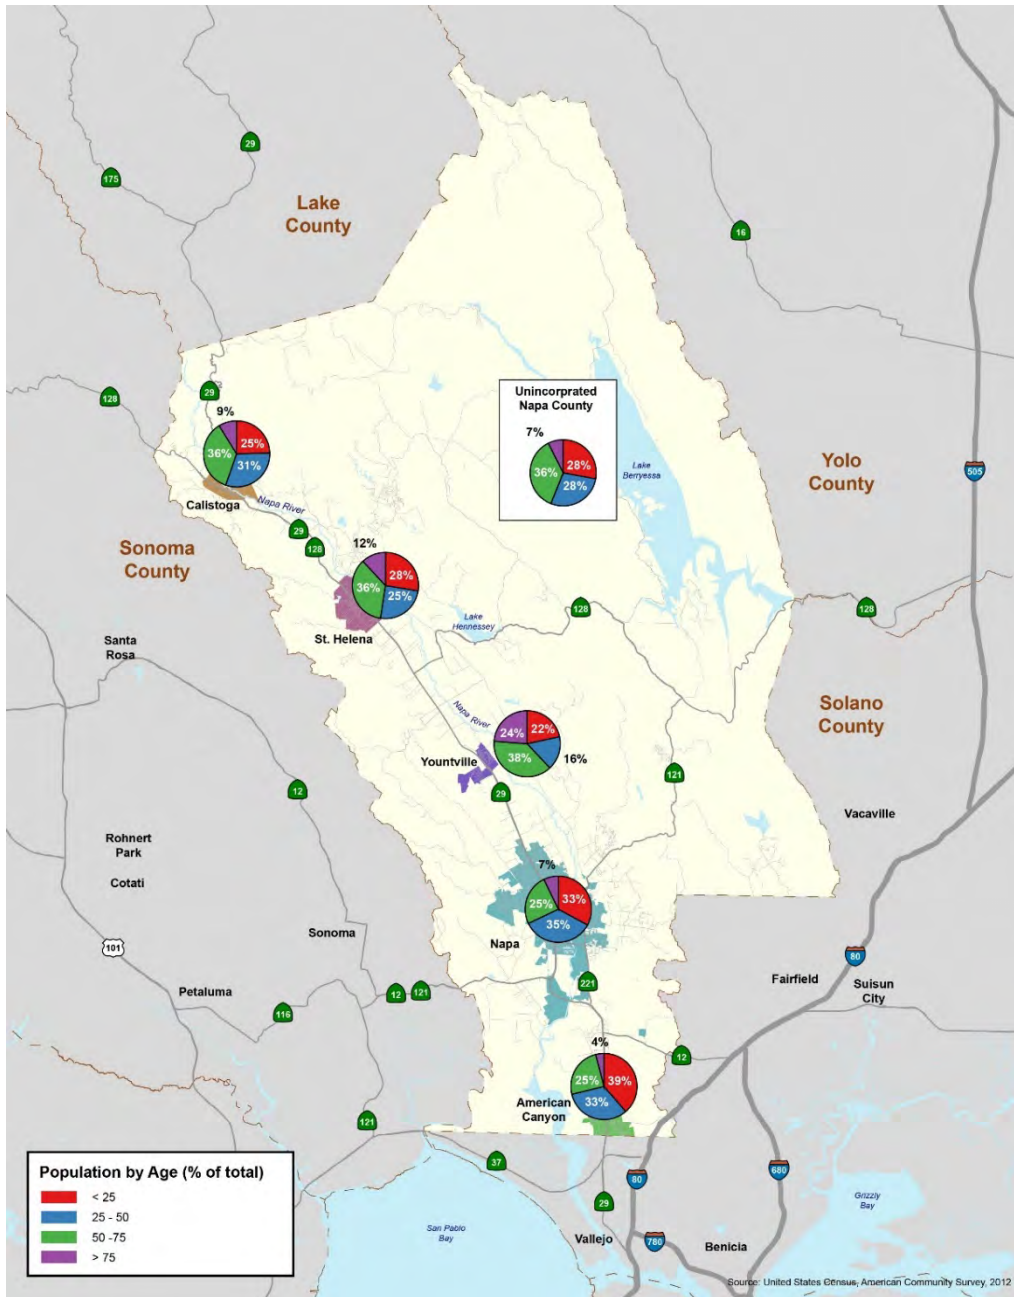 29
175
Lake
County
16
128
29
9%
25%
36%
31%
Calistoga
Napa River
Unincorprated
Napa County
7%
28%
36%
28%
Lake
Berryessa
Yolo
County
505
Sonoma
County
29
128
12%
28%
36%
25%
St. Helena
Lake
Hennessey
128
128
Santa
Rosa
Solano
County
Napa River
24%
22%
38%
16%
Yountville
29
121
12
Vacaville
Rohnert
Park
Cotati
7%
33%
25%
35%
Napa
Sonoma
101
Petaluma
116
12
121
221
80
Fairfield
Suisun
City
4%
39%
25%
33%
12
American
Canyon
121
37
80
680
29
Population by Age (% of total)
< 25
25 - 50
50 -75
> 75
San Pablo
Bay
Vallejo
780
Benicia
Grizzly
Bay
Source: United States Census, American Community Survey, 2012